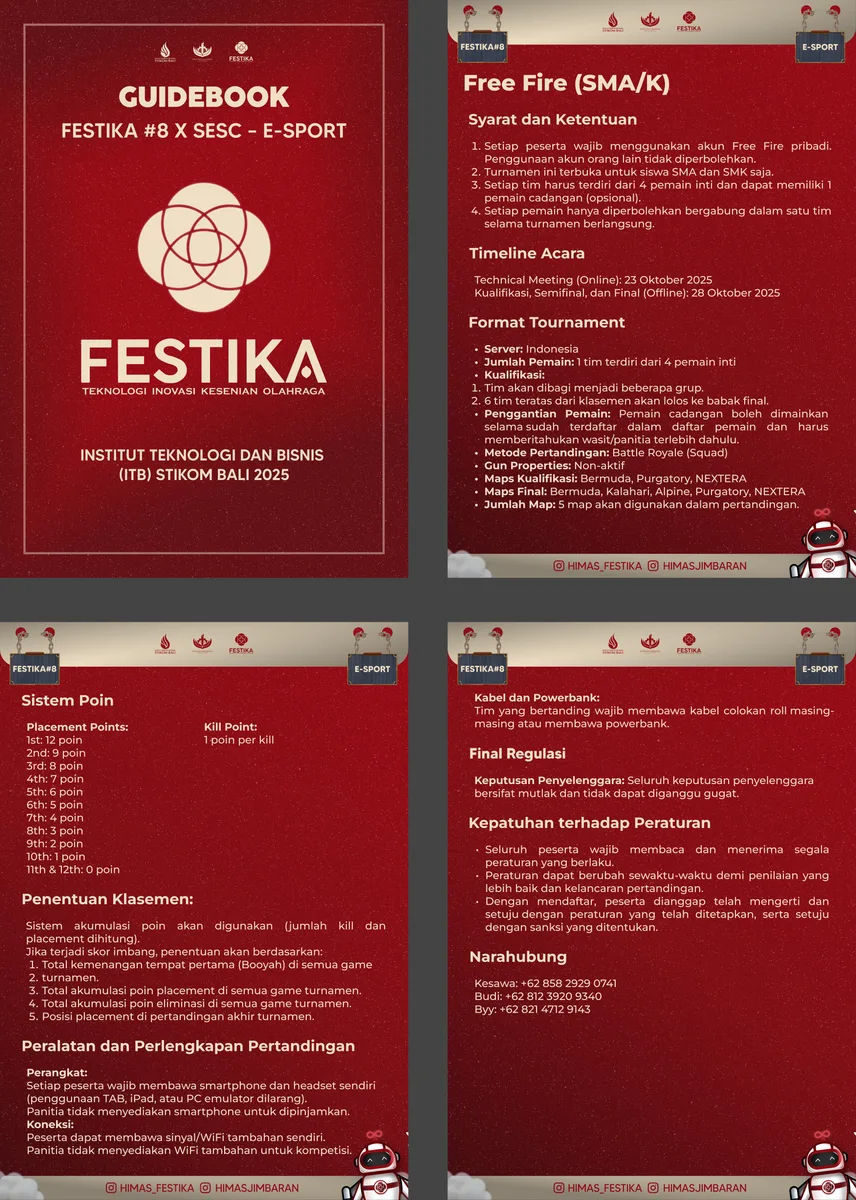 FESTIKA
GUIDEBOOK
FESTIKA #8 X SESC - E-SPORT
FESTIKA
TEKNOLOGI INOVASI KESENIAN OLAHRAGA
INSTITUT TEKNOLOGI DAN BISNIS
(ITB) STIKOM BALI 2025
FESTIKA
FESTIKA#8
E-SPORT
Free Fire (SMA/K)
Syarat dan Ketentuan
1. Setiap peserta wajib menggunakan akun Free Fire pribadi.
Penggunaan akun orang lain tidak diperbolehkan.
2. Turnamen ini terbuka untuk siswa SMA dan SMK saja.
3. Setiap tim harus terdiri dari 4 pemain inti dan dapat memiliki 1
pemain cadangan (opsional).
4. Setiap pemain hanya diperbolehkan bergabung dalam satu tim
selama turnamen berlangsung.
Timeline Acara
Technical Meeting (Online): 23 Oktober 2025
Kualifikasi, Semifinal, dan Final (Offline): 28 Oktober 2025
Format Tournament
• Server: Indonesia
• Jumlah Pemain: 1 tim terdiri dari 4 pemain inti
• Kualifikasi:
1. Tim akan dibagi menjadi beberapa grup.
2. 6 tim teratas dari klasemen akan lolos ke babak final.
• Penggantian Pemain: Pemain cadangan boleh dimainkan
selama sudah terdaftar dalam daftar pemain dan harus
memberitahukan wasit/panitia terlebih dahulu.
• Metode Pertandingan: Battle Royale (Squad)
• Gun Properties: Non-aktif
• Maps Kualifikasi: Bermuda, Purgatory, NEXTERA
• Maps Final: Bermuda, Kalahari, Alpine, Purgatory, NEXTERA
• Jumlah Map: 5 map akan digunakan dalam pertandingan.
HIMAS_FESTIKA HIMASJIMBARAN
FESTIKA
FESTIKA#8
E-SPORT
Sistem Poin
Placement Points:
1st: 12 poin
2nd: 9 poin
3rd: 8 poin
4th: 7 poin
5th: 6 poin
6th: 5 poin
7th: 4 poin
8th: 3 poin
9th: 2 poin
10th: 1 poin
11th & 12th: 0 poin
Kill Point:
1 poin per kill
Penentuan Klasemen:
Sistem akumulasi poin akan digunakan (jumlah kill dan
placement dihitung).
Jika terjadi skor imbang, penentuan akan berdasarkan:
1. Total kemenangan tempat pertama (Booyah) di semua game
2. turnamen.
3. Total akumulasi poin placement di semua game turnamen.
4. Total akumulasi poin eliminasi di semua game turnamen.
5. Posisi placement di pertandingan akhir turnamen.
Peralatan dan Perlengkapan Pertandingan
Perangkat:
Setiap peserta wajib membawa smartphone dan headset sendiri
(penggunaan TAB, iPad, atau PC emulator dilarang).
Panitia tidak menyediakan smartphone untuk dipinjamkan.
Koneksi:
Peserta dapat membawa sinyal/WiFi tambahan sendiri.
Panitia tidak menyediakan WiFi tambahan untuk kompetisi.
HIMAS_FESTIKA HIMASJIMBARAN
FESTIKA
FESTIKA#8
E-SPORT
Kabel dan Powerbank:
Tim yang bertanding wajib membawa kabel colokan roll masing-
masing atau membawa powerbank.
Final Regulasi
Keputusan Penyelenggara: Seluruh keputusan penyelenggara
bersifat mutlak dan tidak dapat diganggu gugat.
Kepatuhan terhadap Peraturan
• Seluruh peserta wajib membaca dan menerima segala
peraturan yang berlaku.
• Peraturan dapat berubah sewaktu-waktu demi penilaian yang
lebih baik dan kelancaran pertandingan.
• Dengan mendaftar, peserta dianggap telah mengerti dan
setuju dengan peraturan yang telah ditetapkan, serta setuju
dengan sanksi yang ditentukan.
Narahubung
Kesawa: +62 858 2929 0741
Budi: +62 812 3920 9340
Byy: +62 821 4712 9143
HIMAS_FESTIKA HIMASJIMBARAN